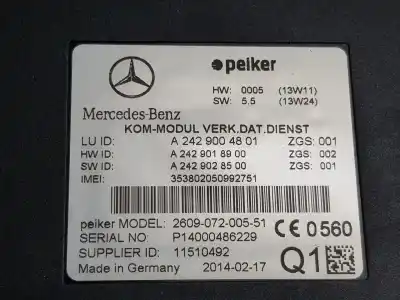 peiker
HW: 0005 (13W11)
SW: 5.5 (13W24)
Mercedes-Benz
KOM-MODUL VERK.DAT.DIENST
LU ID: A 242 900 48 01 ZGS: 001
HW ID: A 242 901 89 00 ZGS: 002
SW ID: A 242 902 85 00 ZGS: 001
IMEI: 353802050992751
peiker MODEL: 2609-072-005-51
CE 0560
SERIAL NO: P14000486229
SUPPLIER ID: 11510492
Made in Germany 2014-02-17 Q1